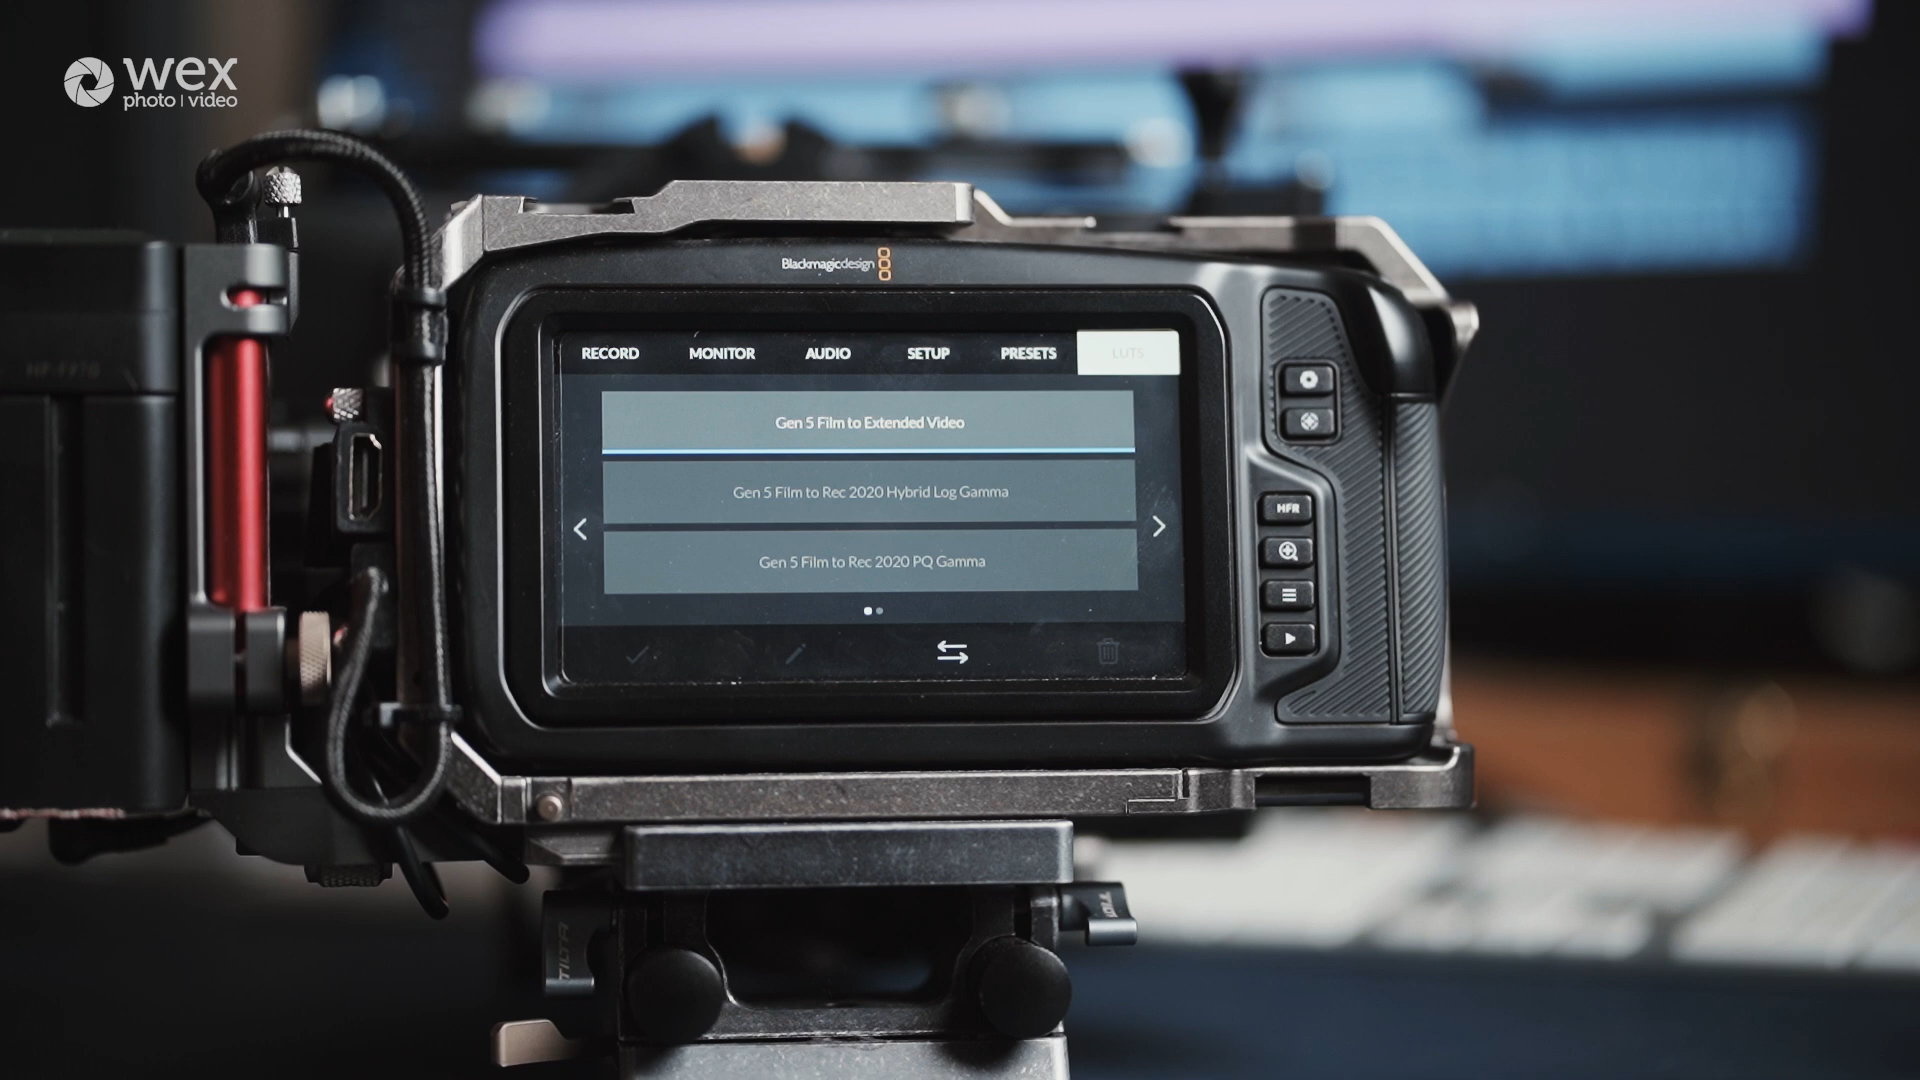 wex
photo | video
Blackmagicdesign
RECORD MONITOR AUDIO SETUP PRESETS LUTS
Gen 5 Film to Extended Video
Gen 5 Film to Rec 2020 Hybrid Log Gamma
Gen 5 Film to Rec 2020 PQ Gamma
HFR
TILTA